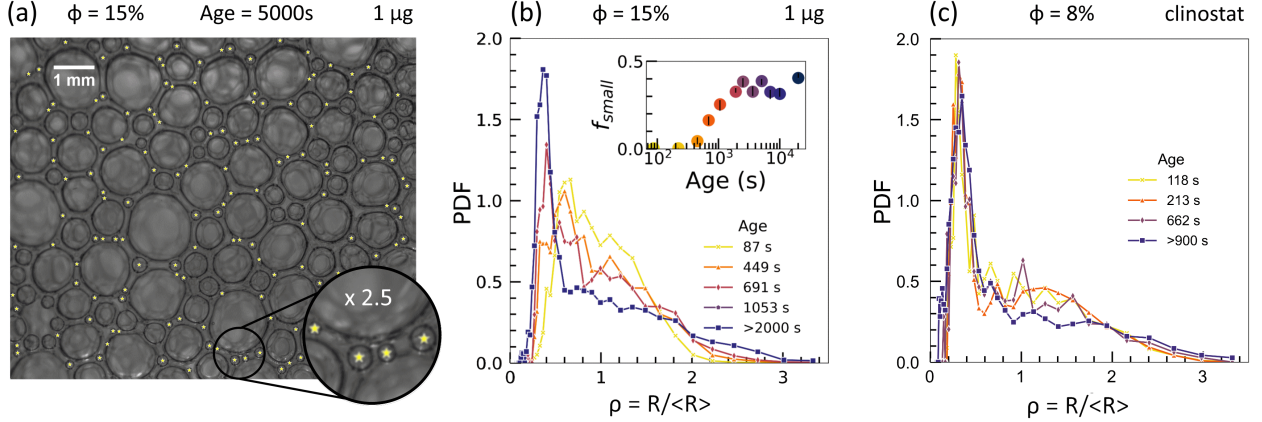 (a) ϕ = 15% Age = 5000s 1 µg
1 mm
x 2.5
(b) ϕ = 15% 1 µg
2.0
1.5
1.0
0.5
0.0
PDF
0 1 2 3
ρ = R/<R>
0.5
0.0
f_small
10² 10³ 10⁴
Age (s)
Age
87 s
449 s
691 s
1053 s
>2000 s
(c) ϕ = 8% clinostat
2.0
1.5
1.0
0.5
0.0
PDF
0 1 2 3
ρ = R/<R>
Age
118 s
213 s
662 s
>900 s